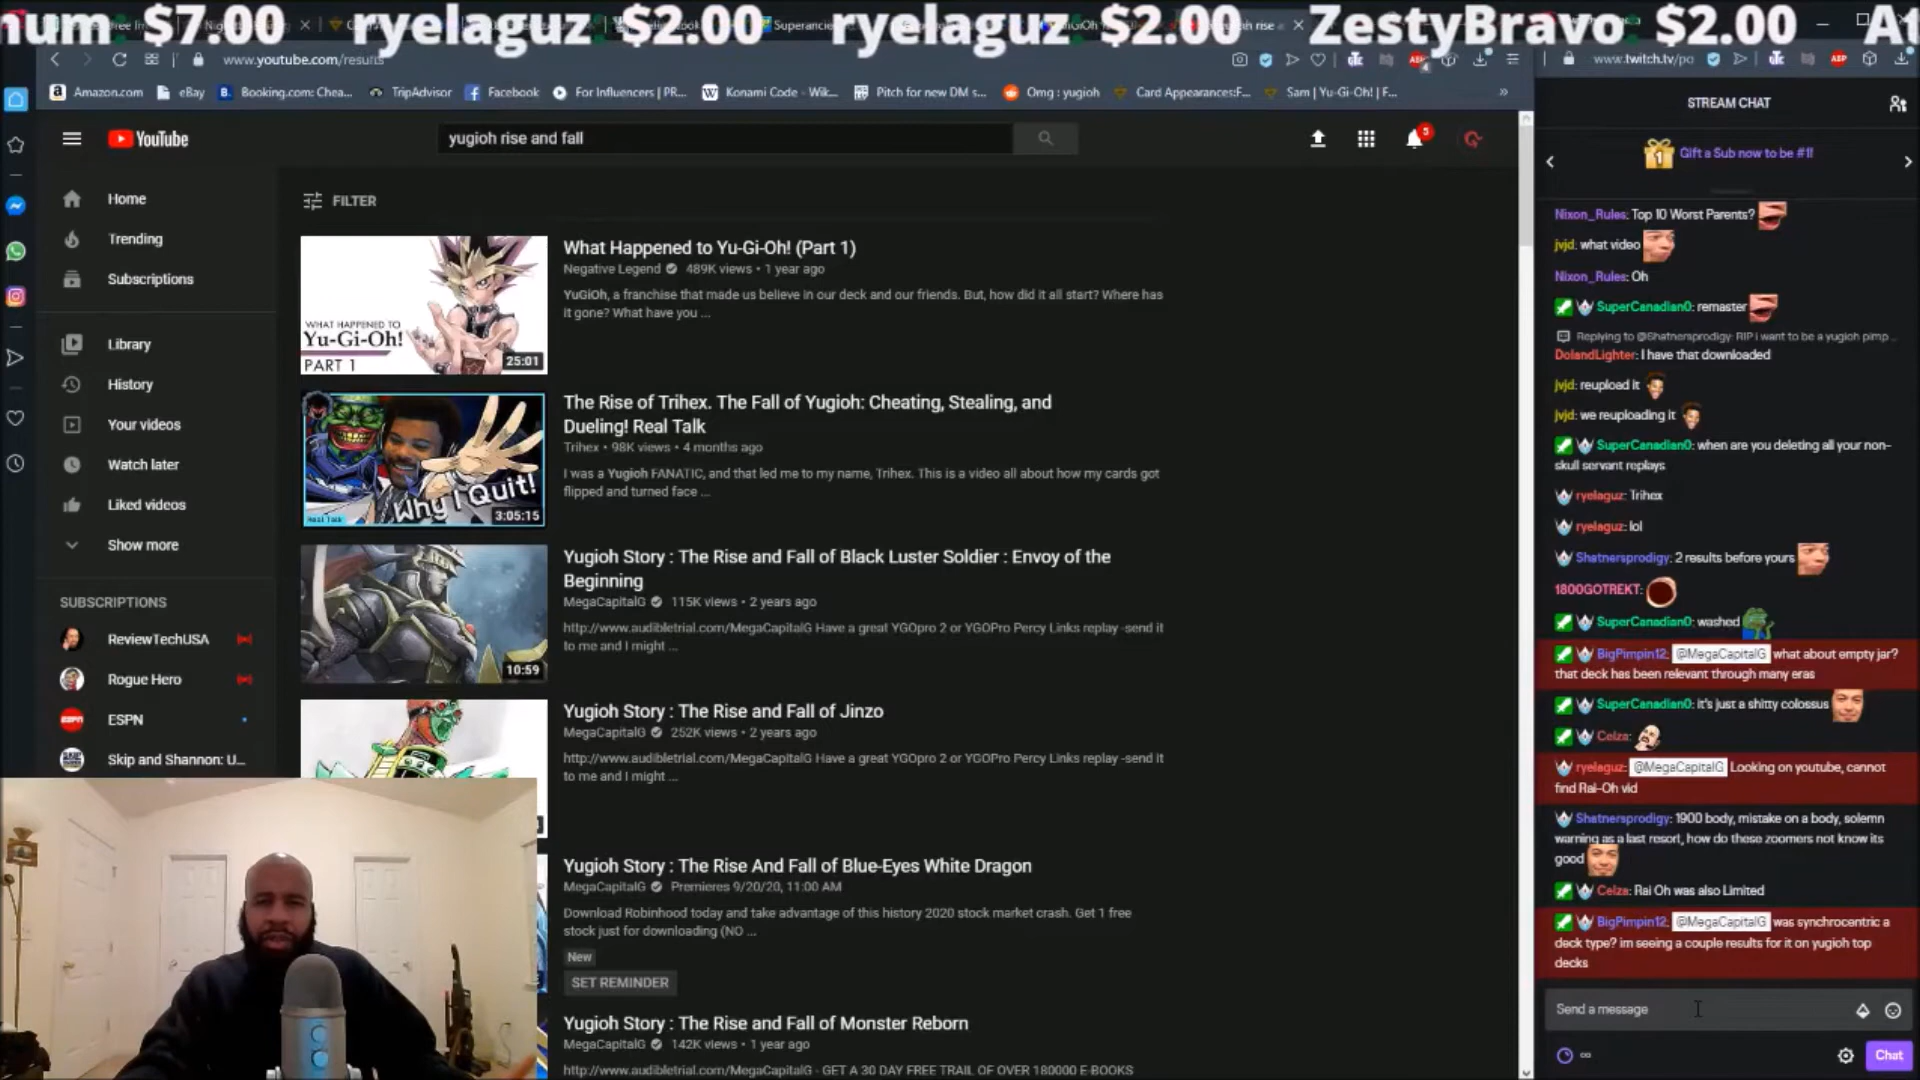 num $7.00 ryelaguz $2.00 ryelaguz $2.00 ZestyBravo $2.00 At
www.youtube.com/results
www.twitch.tv/po
Amazon.com
eBay
Booking.com: Chea...
TripAdvisor
Facebook
For Influencers | PR...
Konami Code - Wik...
Pitch for new DM s...
Omg : yugioh
Card Appearances:F...
Sam | Yu-Gi-Oh! | F...
»
YouTube
yugioh rise and fall
5
FILTER
Home
Trending
Subscriptions
Library
History
Your videos
Watch later
Liked videos
Show more
SUBSCRIPTIONS
ReviewTechUSA
Rogue Hero
ESPN
Skip and Shannon: U...
WHAT HAPPENED TO
Yu-Gi-Oh!
PART 1
25:01
What Happened to Yu-Gi-Oh! (Part 1)
Negative Legend 489K views • 1 year ago
YuGiOh, a franchise that made us believe in our deck and our friends. But, how did it all start? Where has
it gone? What have you ...
Why I Quit!
Real Talk
3:05:15
The Rise of Trihex. The Fall of Yugioh: Cheating, Stealing, and
Dueling! Real Talk
Trihex • 98K views • 4 months ago
I was a Yugioh FANATIC, and that led me to my name, Trihex. This is a video all about how my cards got
flipped and turned face ...
10:59
Yugioh Story : The Rise and Fall of Black Luster Soldier : Envoy of the
Beginning
MegaCapitalG 115K views • 2 years ago
http://www.audibletrial.com/MegaCapitalG Have a great YGOPro 2 or YGOPro Percy Links replay -send it
to me and I might ...
Yugioh Story : The Rise and Fall of Jinzo
MegaCapitalG 252K views • 2 years ago
http://www.audibletrial.com/MegaCapitalG Have a great YGOpro 2 or YGOPro Percy Links replay -send it
to me and I might ...
Yugioh Story : The Rise And Fall of Blue-Eyes White Dragon
MegaCapitalG Premieres 9/20/20, 11:00 AM
Download Robinhood today and take advantage of this history 2020 stock market crash. Get 1 free
stock just for downloading (NO ...
New
SET REMINDER
Yugioh Story : The Rise and Fall of Monster Reborn
MegaCapitalG 142K views • 1 year ago
http://www.audibletrial.com/MegaCapitalG - GET A 30 DAY FREE TRAIL OF OVER 180000 E-BOOKS
STREAM CHAT
1 Gift a Sub now to be #1!
Nixon_Rules: Top 10 Worst Parents?
jvjd: what video
Nixon_Rules: Oh
SuperCanadian0: remaster
Replying to @Shatnersprodigy: RIP i want to be a yugioh pimp ...
DolandLighter: I have that downloaded
jvjd: reupload it
jvjd: we reuploading it
SuperCanadian0: when are you deleting all your non-
skull servant replays
ryelaguz: Trihex
ryelaguz: lol
Shatnersprodigy: 2 results before yours
1800GOTREKT:
SuperCanadian0: washed
BigPimpin12: @MegaCapitalG what about empty jar?
that deck has been relevant through many eras
SuperCanadian0: it's just a shitty colossus
Celza:
ryelaguz: @MegaCapitalG Looking on youtube, cannot
find Rai-Oh vid
Shatnersprodigy: 1900 body, mistake on a body, solemn
warning as a last resort, how do these zoomers not know its
good
Celza: Rai Oh was also Limited
BigPimpin12: @MegaCapitalG was synchrocentric a
deck type? im seeing a couple results for it on yugioh top
decks
Send a message
Chat